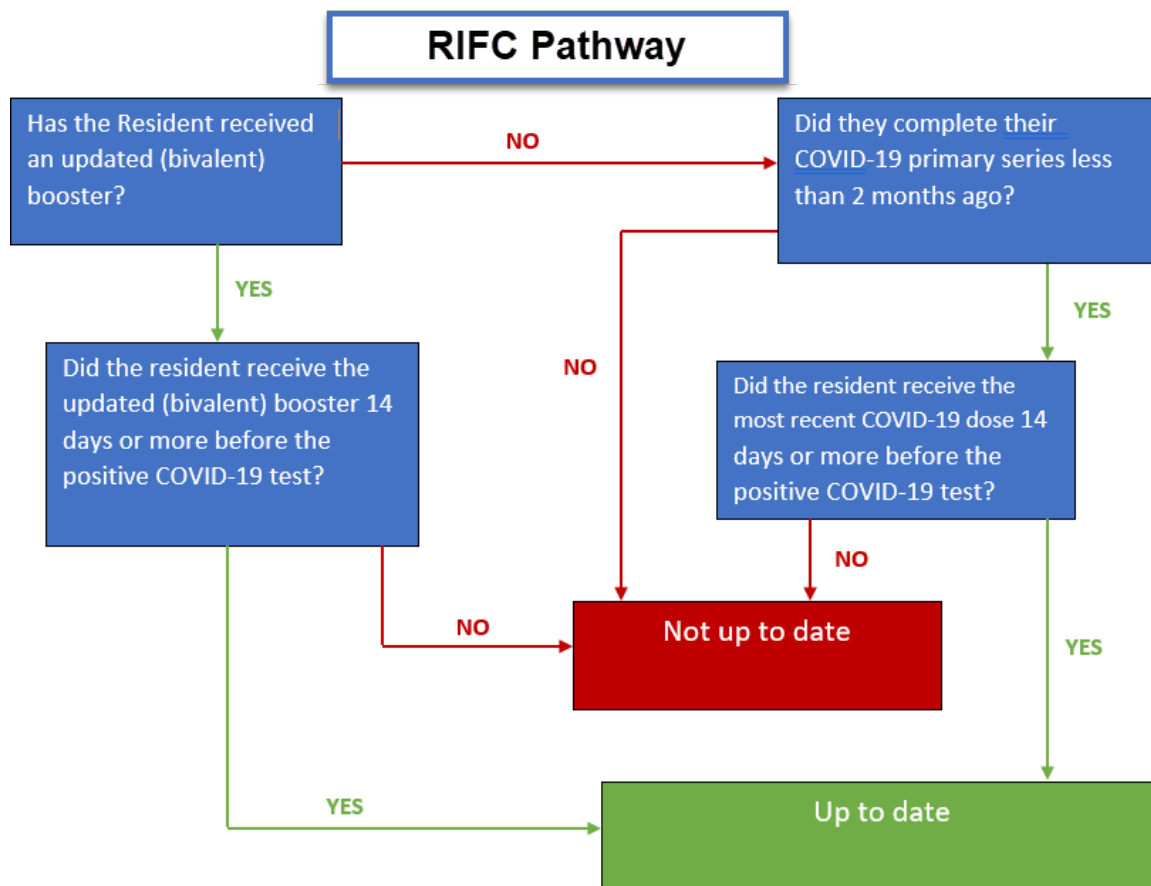 RIFC Pathway
Has the Resident received
an updated (bivalent)
booster?
NO
Did they complete their
COVID-19 primary series less
than 2 months ago?
YES
YES
NO
Did the resident receive the
updated (bivalent) booster 14
days or more before the
positive COVID-19 test?
Did the resident receive the
most recent COVID-19 dose 14
days or more before the
positive COVID-19 test?
NO
NO
Not up to date
YES
YES
Up to date